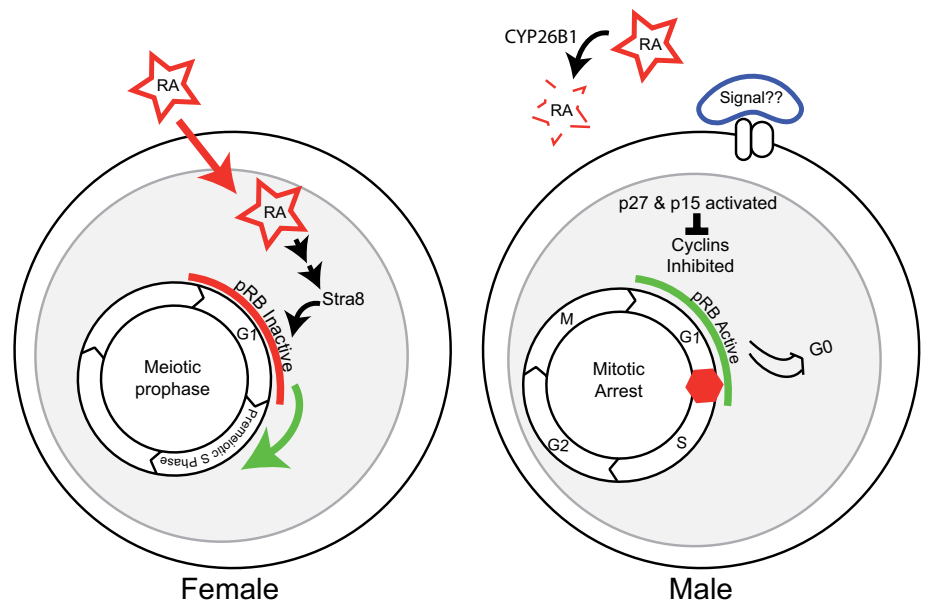 RA
RA
Stra8
pRB Inactive
G1
Meiotic
prophase
Premeiotic S Phase
Female
CYP26B1
RA
RA
Signal??
p27 & p15 activated
Cyclins
Inhibited
pRB Active
M
G1
G0
Mitotic
Arrest
G2
S
Male